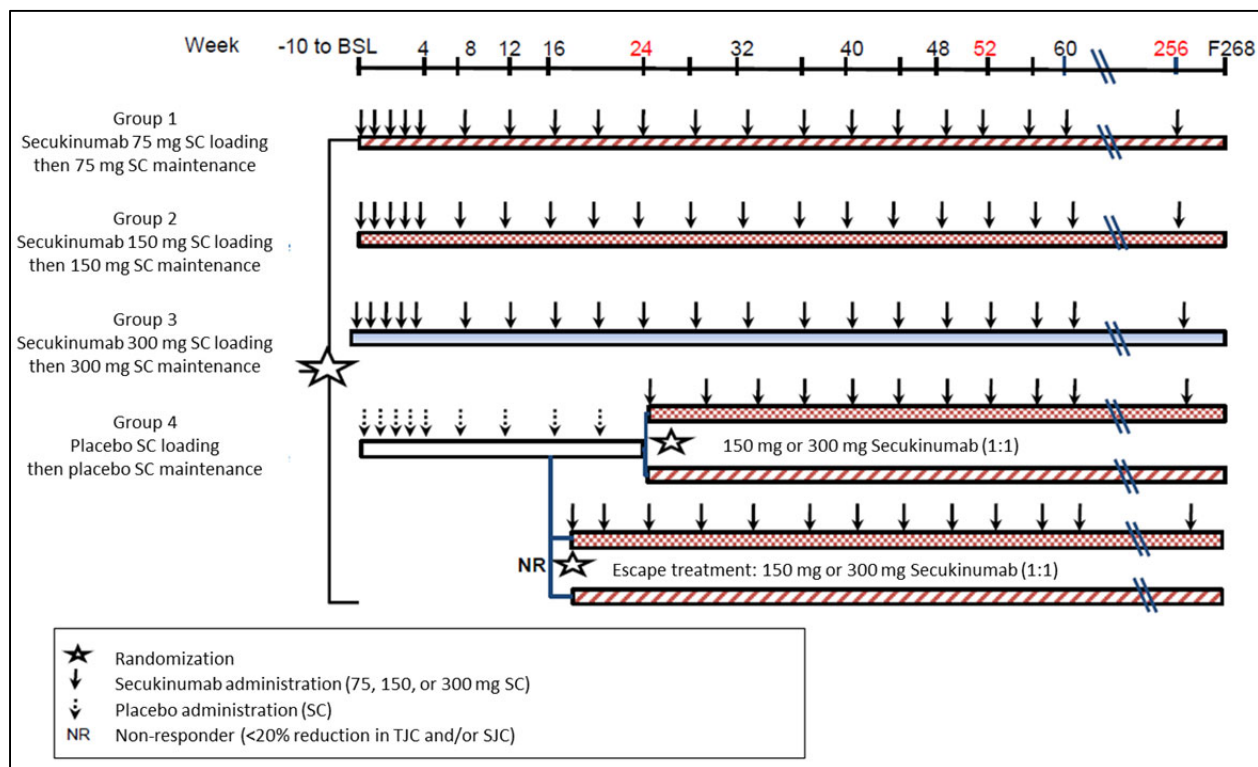 Week -10 to BSL 4 8 12 16 24 32 40 48 52 60 256 F268
Group 1
Secukinumab 75 mg SC loading
then 75 mg SC maintenance
Group 2
Secukinumab 150 mg SC loading
then 150 mg SC maintenance
Group 3
Secukinumab 300 mg SC loading
then 300 mg SC maintenance
Group 4
Placebo SC loading
then placebo SC maintenance
150 mg or 300 mg Secukinumab (1:1)
NR
Escape treatment: 150 mg or 300 mg Secukinumab (1:1)
Randomization
Secukinumab administration (75, 150, or 300 mg SC)
Placebo administration (SC)
NR Non-responder (<20% reduction in TJC and/or SJC)